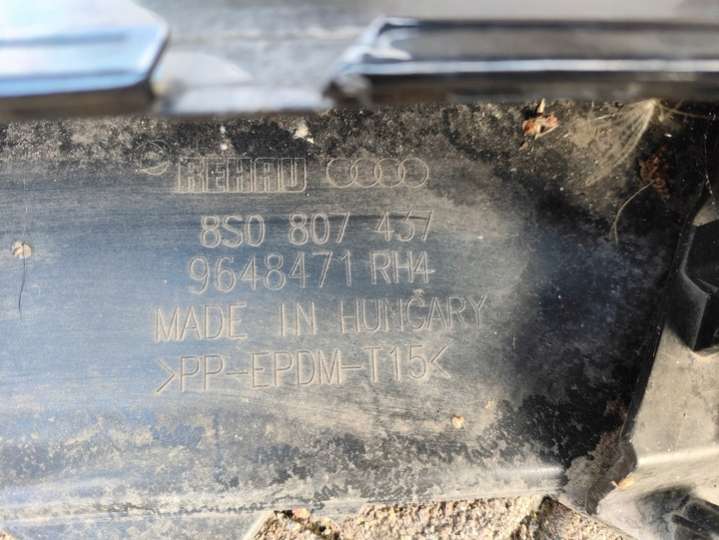 REHAU
8S0 807 437
9648471 RH4
MADE IN HUNGARY
>PP-EPDM-T15<